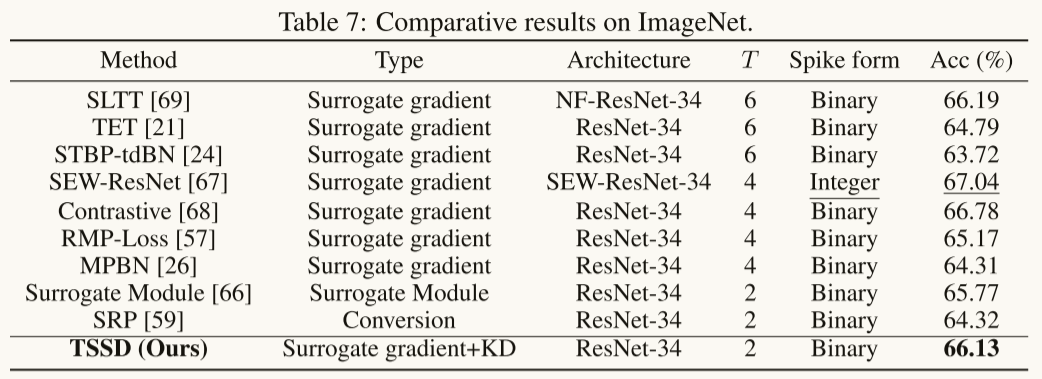 Table 7: Comparative results on ImageNet.
Method Type Architecture T Spike form Acc (%)
SLTT [69] Surrogate gradient NF-ResNet-34 6 Binary 66.19
TET [21] Surrogate gradient ResNet-34 6 Binary 64.79
STBP-tdBN [24] Surrogate gradient ResNet-34 6 Binary 63.72
SEW-ResNet [67] Surrogate gradient SEW-ResNet-34 4 Integer 67.04
Contrastive [68] Surrogate gradient ResNet-34 4 Binary 66.78
RMP-Loss [57] Surrogate gradient ResNet-34 4 Binary 65.17
MPBN [26] Surrogate gradient ResNet-34 4 Binary 64.31
Surrogate Module [66] Surrogate Module ResNet-34 2 Binary 65.77
SRP [59] Conversion ResNet-34 2 Binary 64.32
TSSD (Ours) Surrogate gradient+KD ResNet-34 2 Binary 66.13